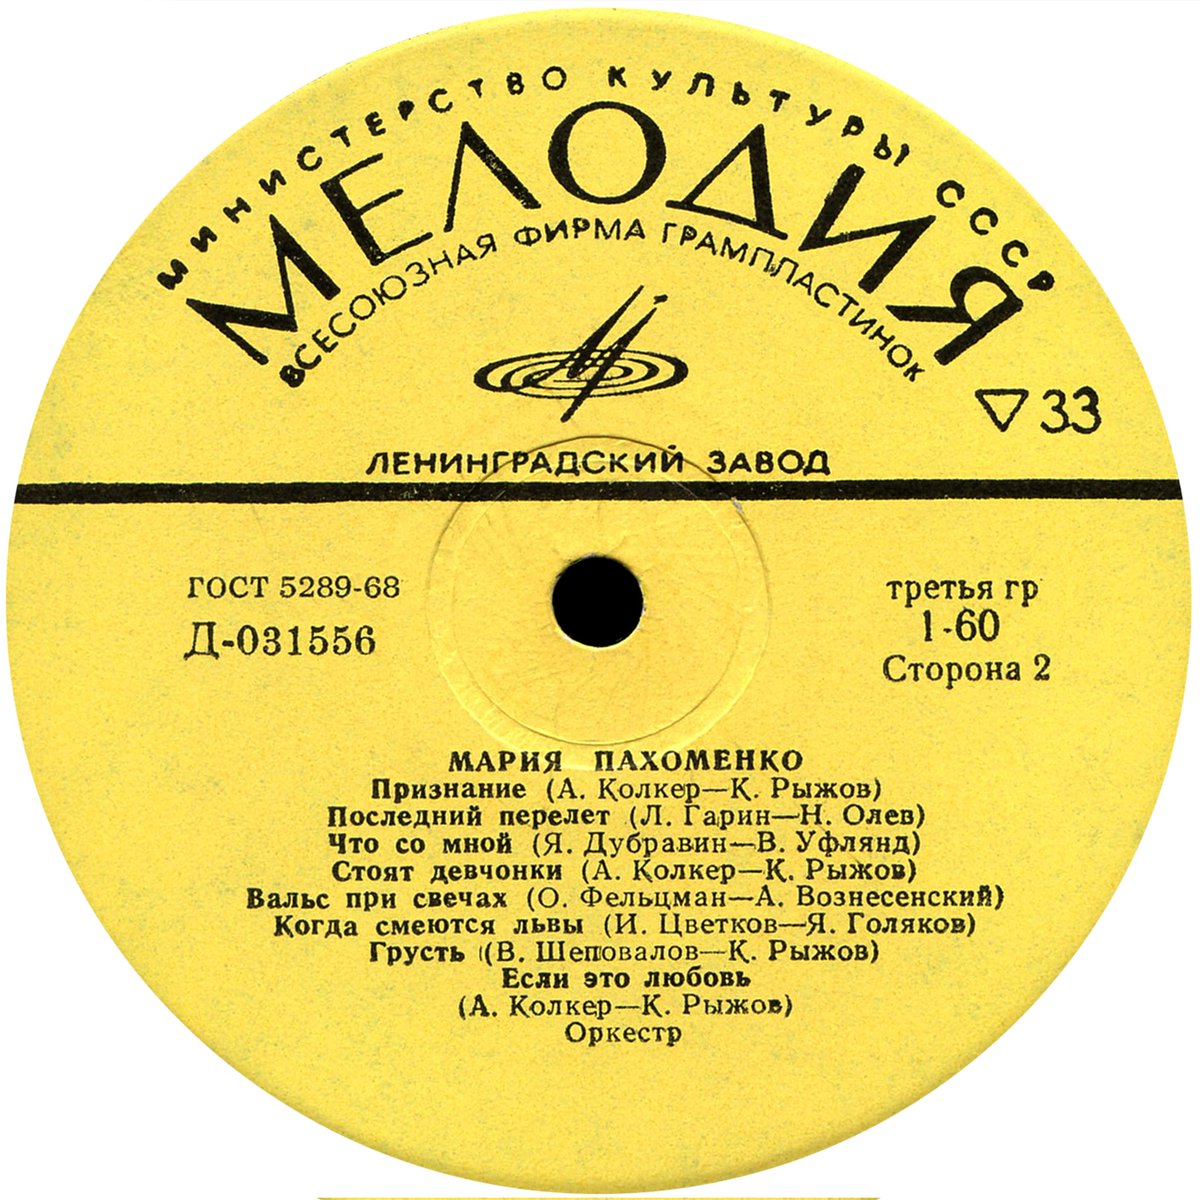 МИНИСТЕРСТВО КУЛЬТУРЫ СССР
МЕЛОДИЯ
ВСЕСОЮЗНАЯ ФИРМА ГРАМПЛАСТИНОК
33
ЛЕНИНГРАДСКИЙ ЗАВОД
ГОСТ 5289-68
Д-031556
третья гр
1-60
Сторона 2
МАРИЯ ПАХОМЕНКО
Признание (А. Колкер—К. Рыжов)
Последний перелет (Л. Гарин—Н. Олев)
Что со мной (Я. Дубравин—В. Уфлянд)
Стоят девчонки (А. Колкер—К. Рыжов)
Вальс при свечах (О. Фельцман—А. Вознесенский)
Когда смеются львы (И. Цветков—Я. Голяков)
Грусть (В. Шеповалов—К. Рыжов)
Если это любовь
(А. Колкер—К. Рыжов)
Оркестр